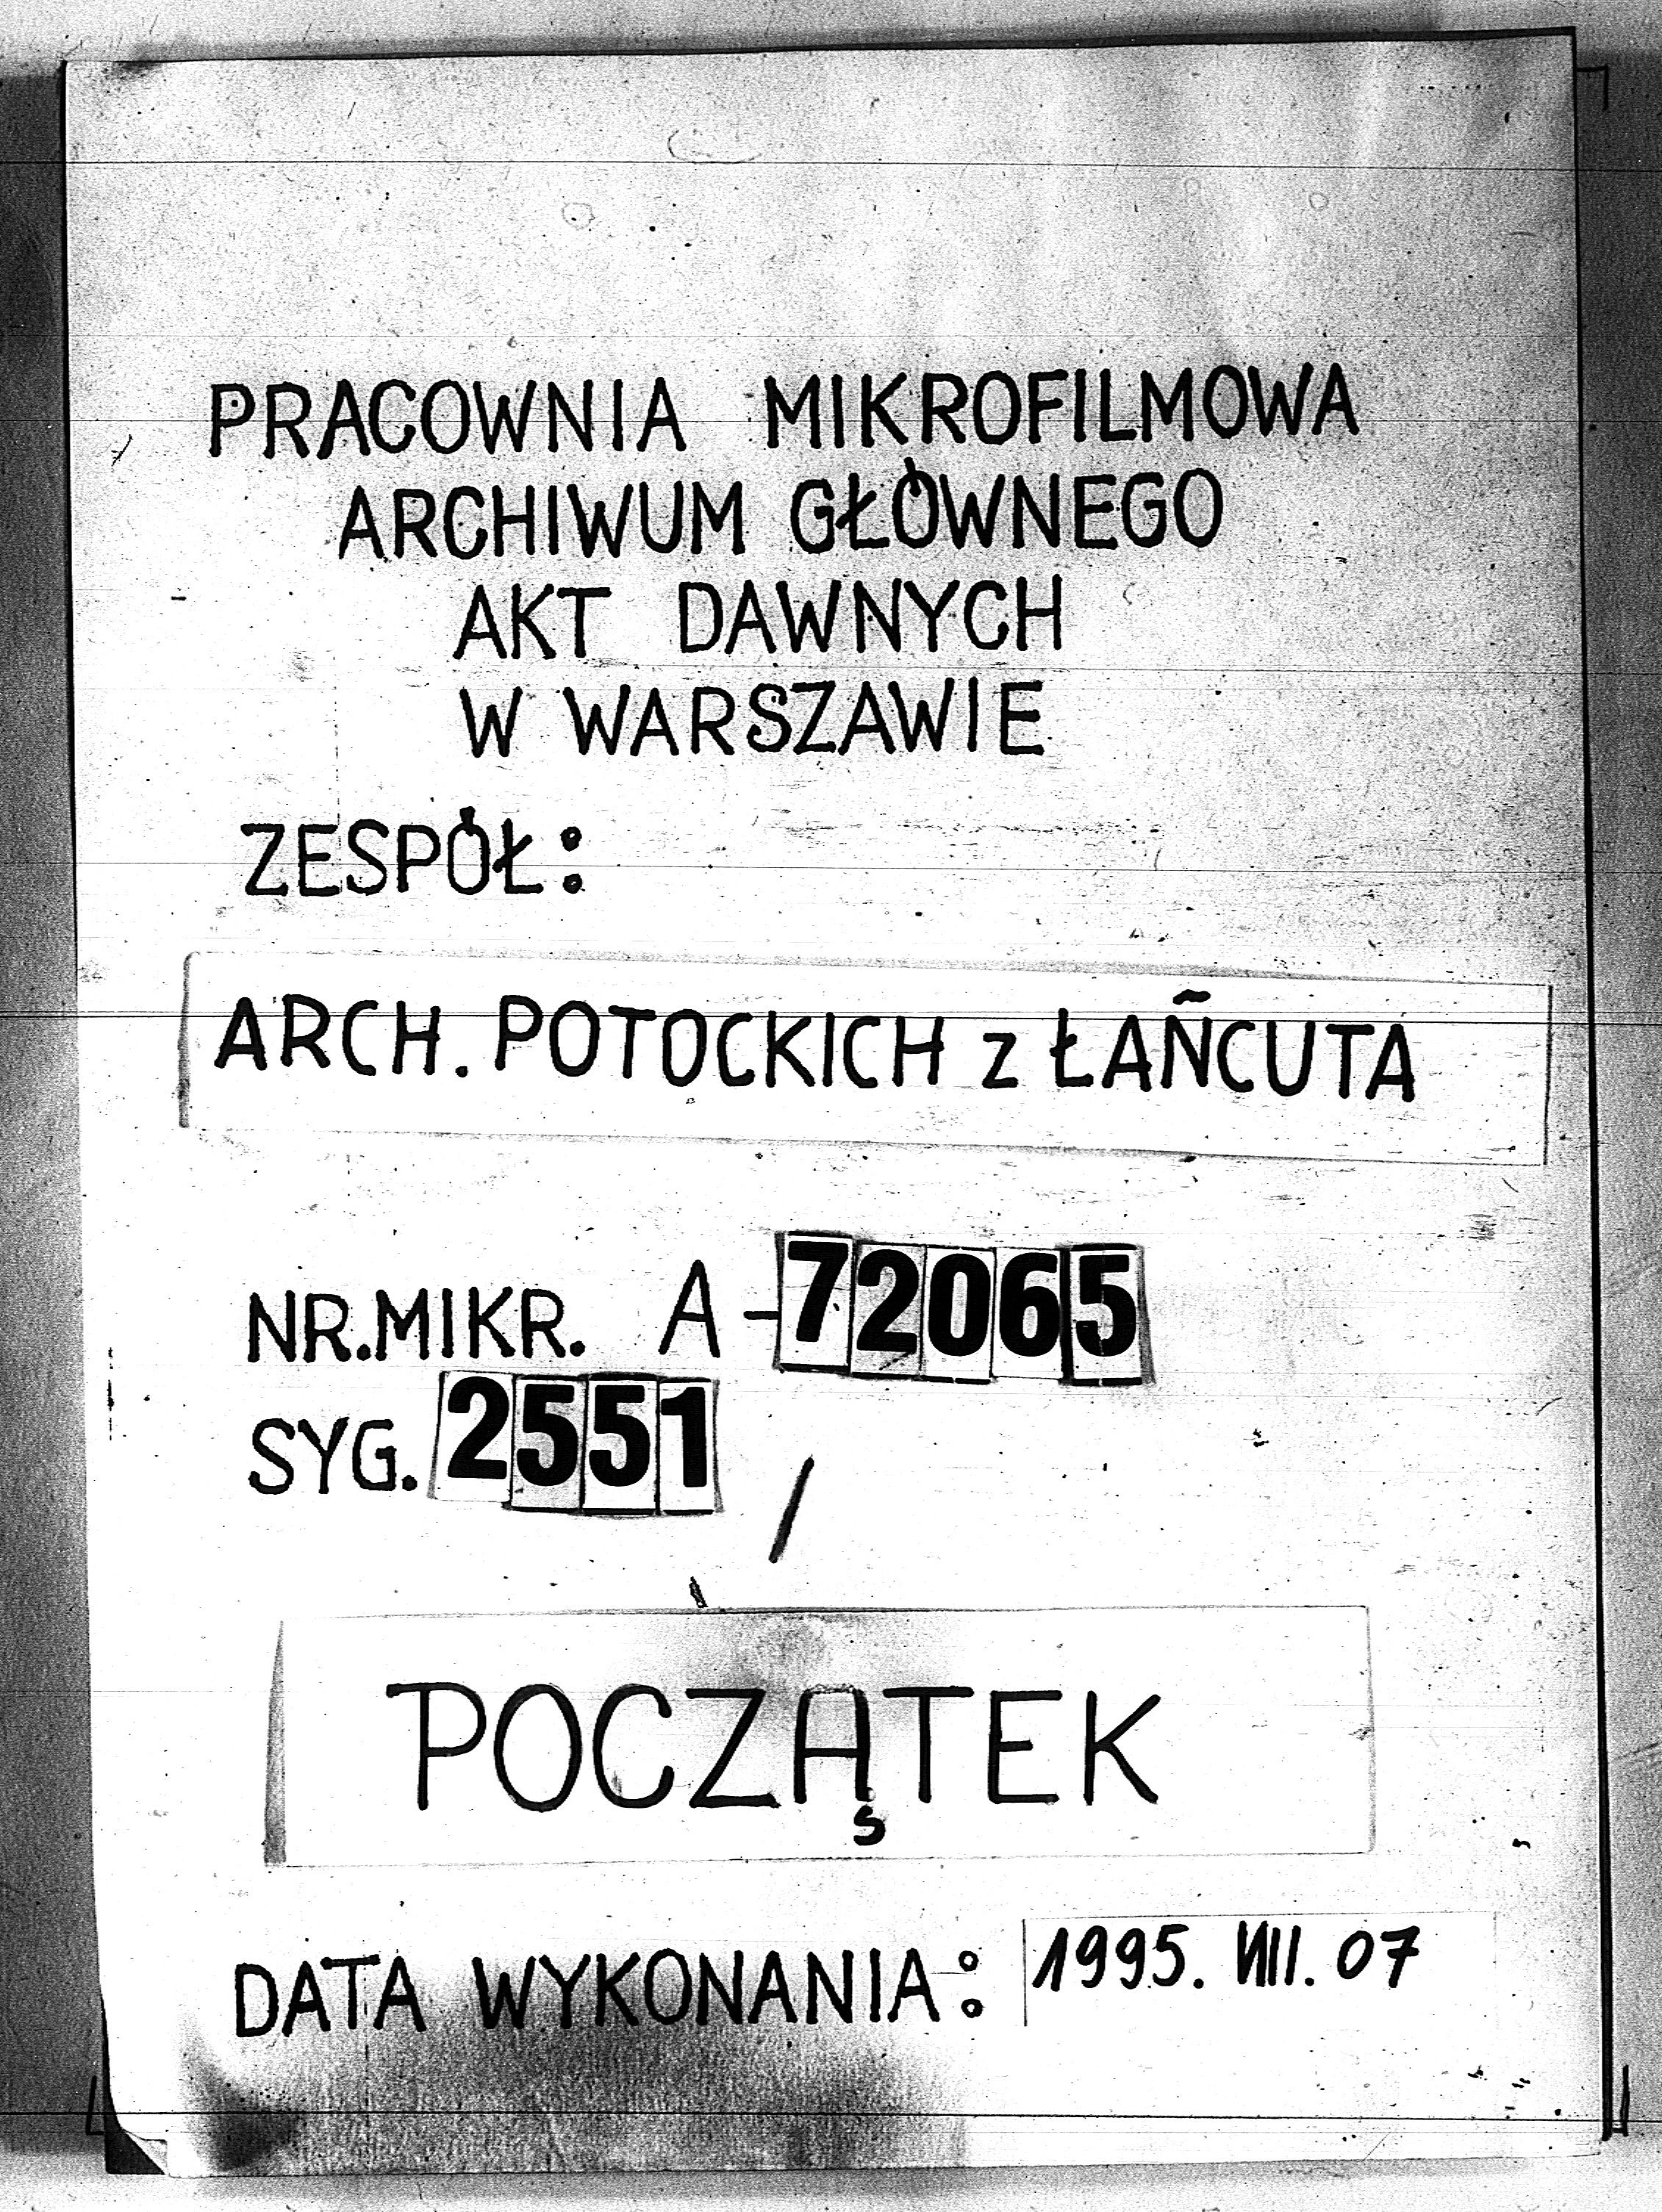 PRACOWNIA MIKROFILMOWA
ARCHIWUM GŁÓWNEGO
AKT DAWNYCH
W WARSZAWIE
ZESPÓŁ:
ARCH. POTOCKICH z ŁAŃCUTA
NR.MIKR. A-72065
SYG. 2551 /
POCZĄTEK
DATA WYKONANIA: 1995. VIII. 07